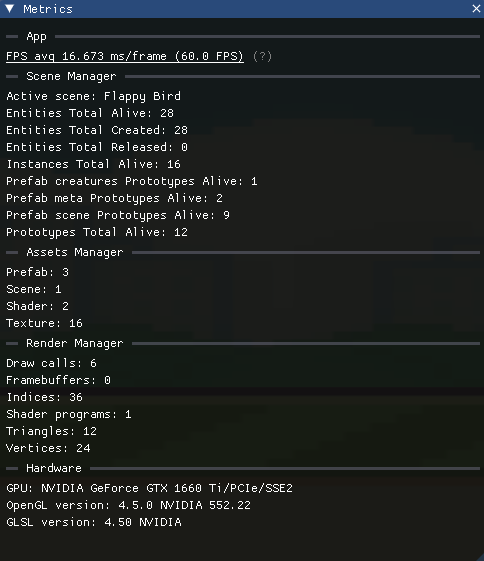 Metrics
App
FPS avg 16.673 ms/frame (60.0 FPS) (?)
Scene Manager
Active scene: Flappy Bird
Entities Total Alive: 28
Entities Total Created: 28
Entities Total Released: 0
Instances Total Alive: 16
Prefab creatures Prototypes Alive: 1
Prefab meta Prototypes Alive: 2
Prefab scene Prototypes Alive: 9
Prototypes Total Alive: 12
Assets Manager
Prefab: 3
Scene: 1
Shader: 2
Texture: 16
Render Manager
Draw calls: 6
Framebuffers: 0
Indices: 36
Shader programs: 1
Triangles: 12
Vertices: 24
Hardware
GPU: NVIDIA GeForce GTX 1660 Ti/PCIe/SSE2
OpenGL version: 4.5.0 NVIDIA 552.22
GLSL version: 4.50 NVIDIA